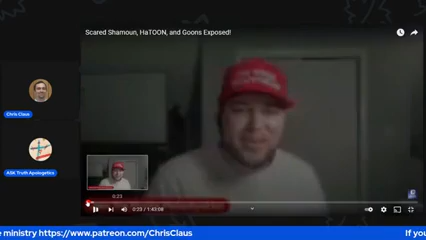 Scared Shamoun, HaTOON, and Goons Exposed!
Chris Claus
ASK Truth Apologetics
0:23
0:23 / 1:43:08
e ministry https://www.patreon.com/ChrisClaus
If you